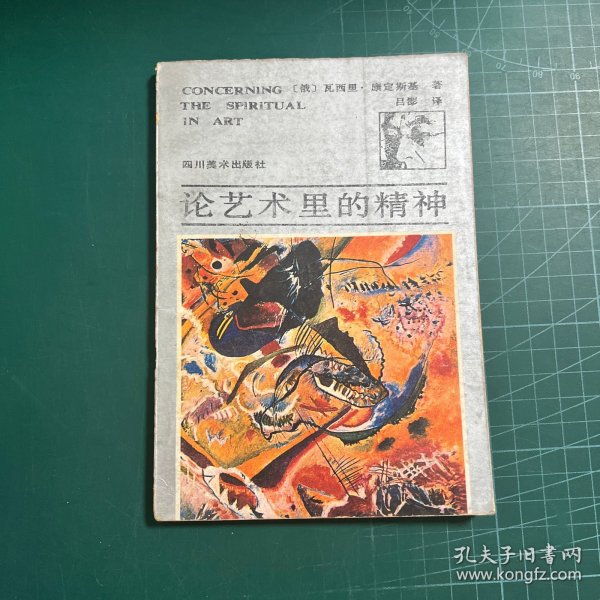 CONCERNING 〔俄〕瓦西里·康定斯基 著
THE SPIRITUAL 吕澎 译
IN ART
四川美术出版社
论艺术里的精神
孔夫子旧书网
www.kongfz.com